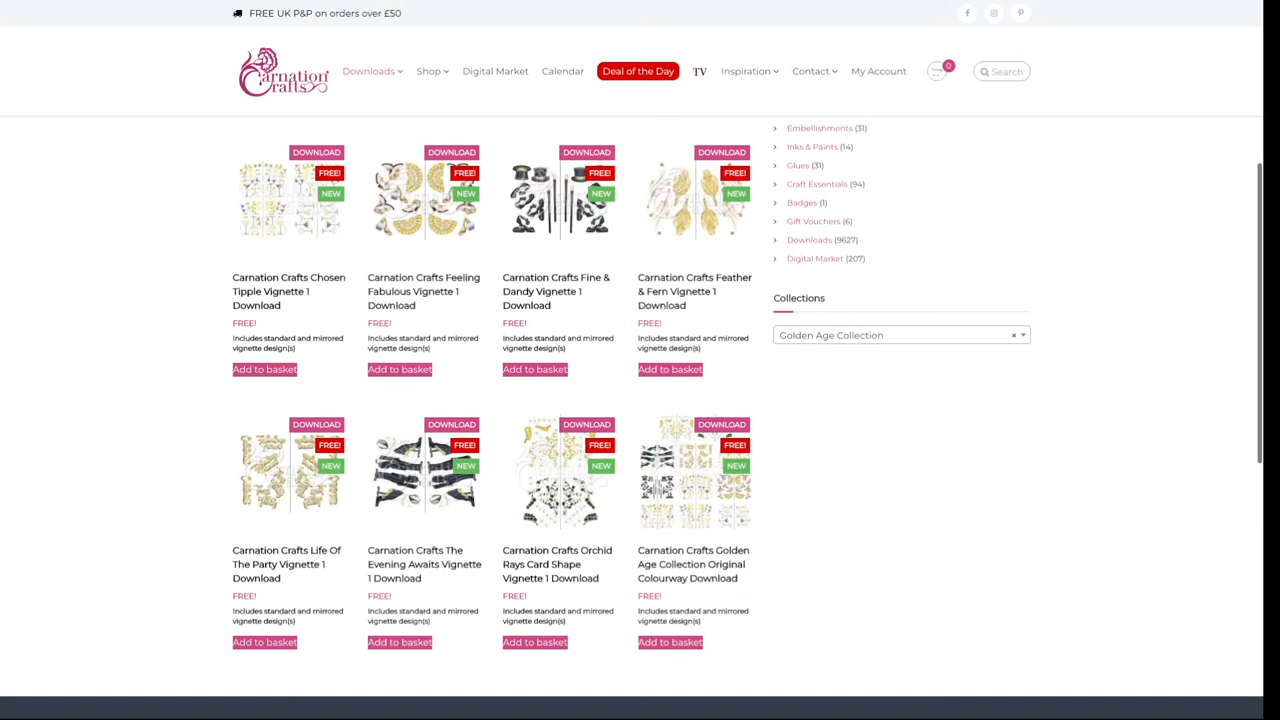 FREE UK P&P on orders over £50
Carnation Crafts
Downloads Shop Digital Market Calendar Deal of the Day TV Inspiration Contact My Account 0 Search
DOWNLOAD FREE! NEW
DOWNLOAD FREE! NEW
DOWNLOAD FREE! NEW
DOWNLOAD FREE! NEW
Carnation Crafts Chosen
Tipple Vignette 1
Download
FREE!
Includes standard and mirrored
vignette design(s)
Add to basket
Carnation Crafts Feeling
Fabulous Vignette 1
Download
FREE!
Includes standard and mirrored
vignette design(s)
Add to basket
Carnation Crafts Fine &
Dandy Vignette 1
Download
FREE!
Includes standard and mirrored
vignette design(s)
Add to basket
Carnation Crafts Feather
& Fern Vignette 1
Download
FREE!
Includes standard and mirrored
vignette design(s)
Add to basket
DOWNLOAD FREE! NEW
DOWNLOAD FREE! NEW
DOWNLOAD FREE! NEW
DOWNLOAD FREE! NEW
Carnation Crafts Life Of
The Party Vignette 1
Download
FREE!
Includes standard and mirrored
vignette design(s)
Add to basket
Carnation Crafts The
Evening Awaits Vignette
1 Download
FREE!
Includes standard and mirrored
vignette design(s)
Add to basket
Carnation Crafts Orchid
Rays Card Shape
Vignette 1 Download
FREE!
Includes standard and mirrored
vignette design(s)
Add to basket
Carnation Crafts Golden
Age Collection Original
Colourway Download
FREE!
Includes standard and mirrored
vignette design(s)
Add to basket
Embellishments (31)
Inks & Paints (14)
Glues (31)
Craft Essentials (94)
Badges (1)
Gift Vouchers (6)
Downloads (9627)
Digital Market (207)
Collections
Golden Age Collection ×